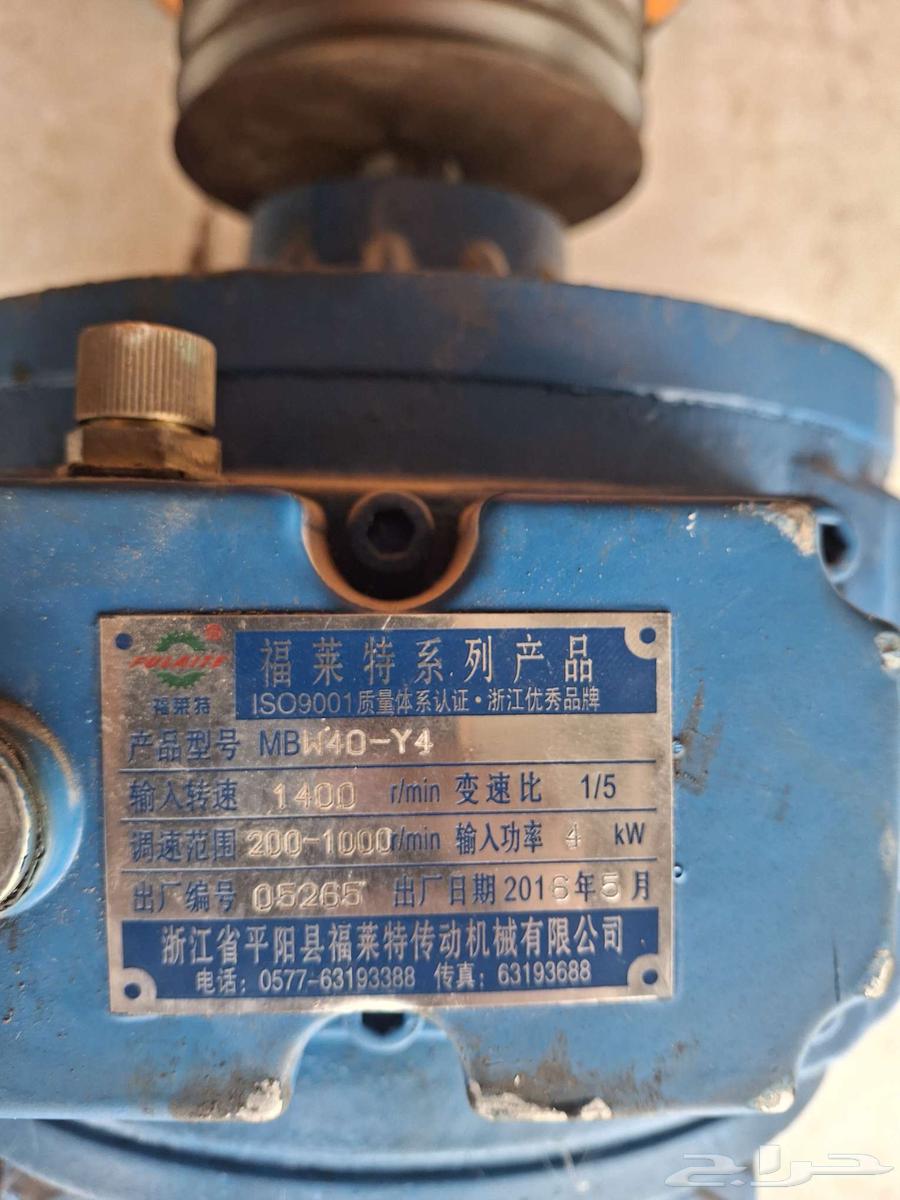 FULAITE ®
福莱特
福莱特系列产品
ISO9001质量体系认证·浙江优秀品牌
产品型号 MBW40-Y4
输入转速 1400 r/min 变速比 1/5
调速范围 200-1000r/min 输入功率 4 kW
出厂编号 05265 出厂日期 2016年5月
浙江省平阳县福莱特传动机械有限公司
电话：0577-63193388 传真：63193688
حراج